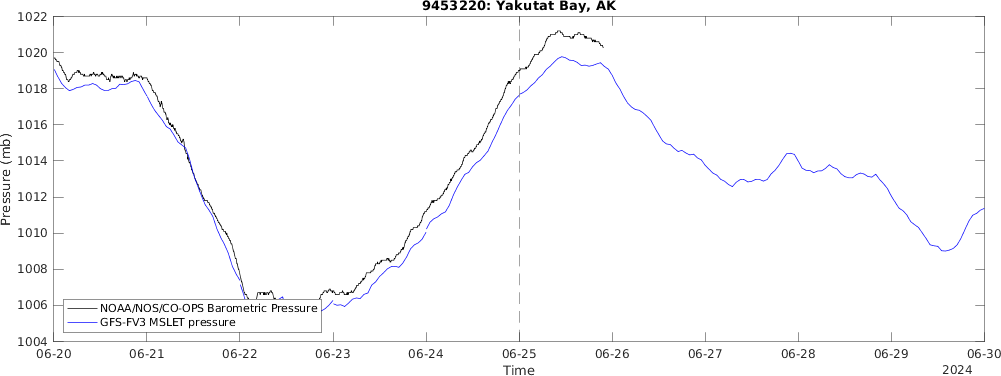 9453220: Yakutat Bay, AK
1022
1020
1018
1016
1014
1012
1010
1008
1006
1004
Pressure (mb)
NOAA/NOS/CO-OPS Barometric Pressure
GFS-FV3 MSLET pressure
06-20 06-21 06-22 06-23 06-24 06-25 06-26 06-27 06-28 06-29 06-30
Time
2024